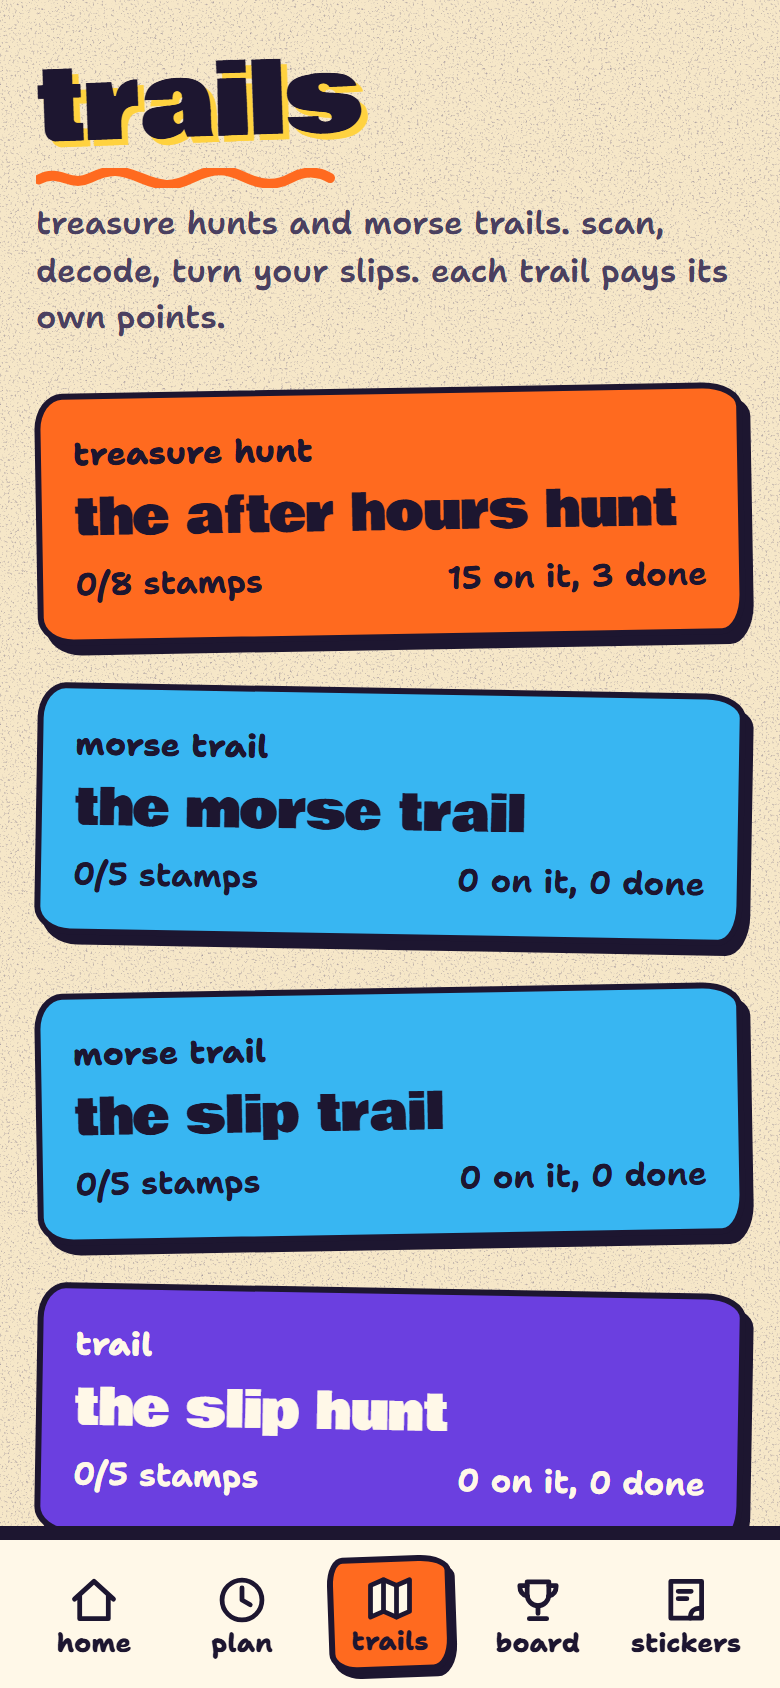 trails
treasure hunts and morse trails. scan,
decode, turn your slips. each trail pays its
own points.
treasure hunt
the after hours hunt
0/8 stamps 15 on it, 3 done
morse trail
the morse trail
0/5 stamps 0 on it, 0 done
morse trail
the slip trail
0/5 stamps 0 on it, 0 done
trail
the slip hunt
0/5 stamps 0 on it, 0 done
home plan trails board stickers